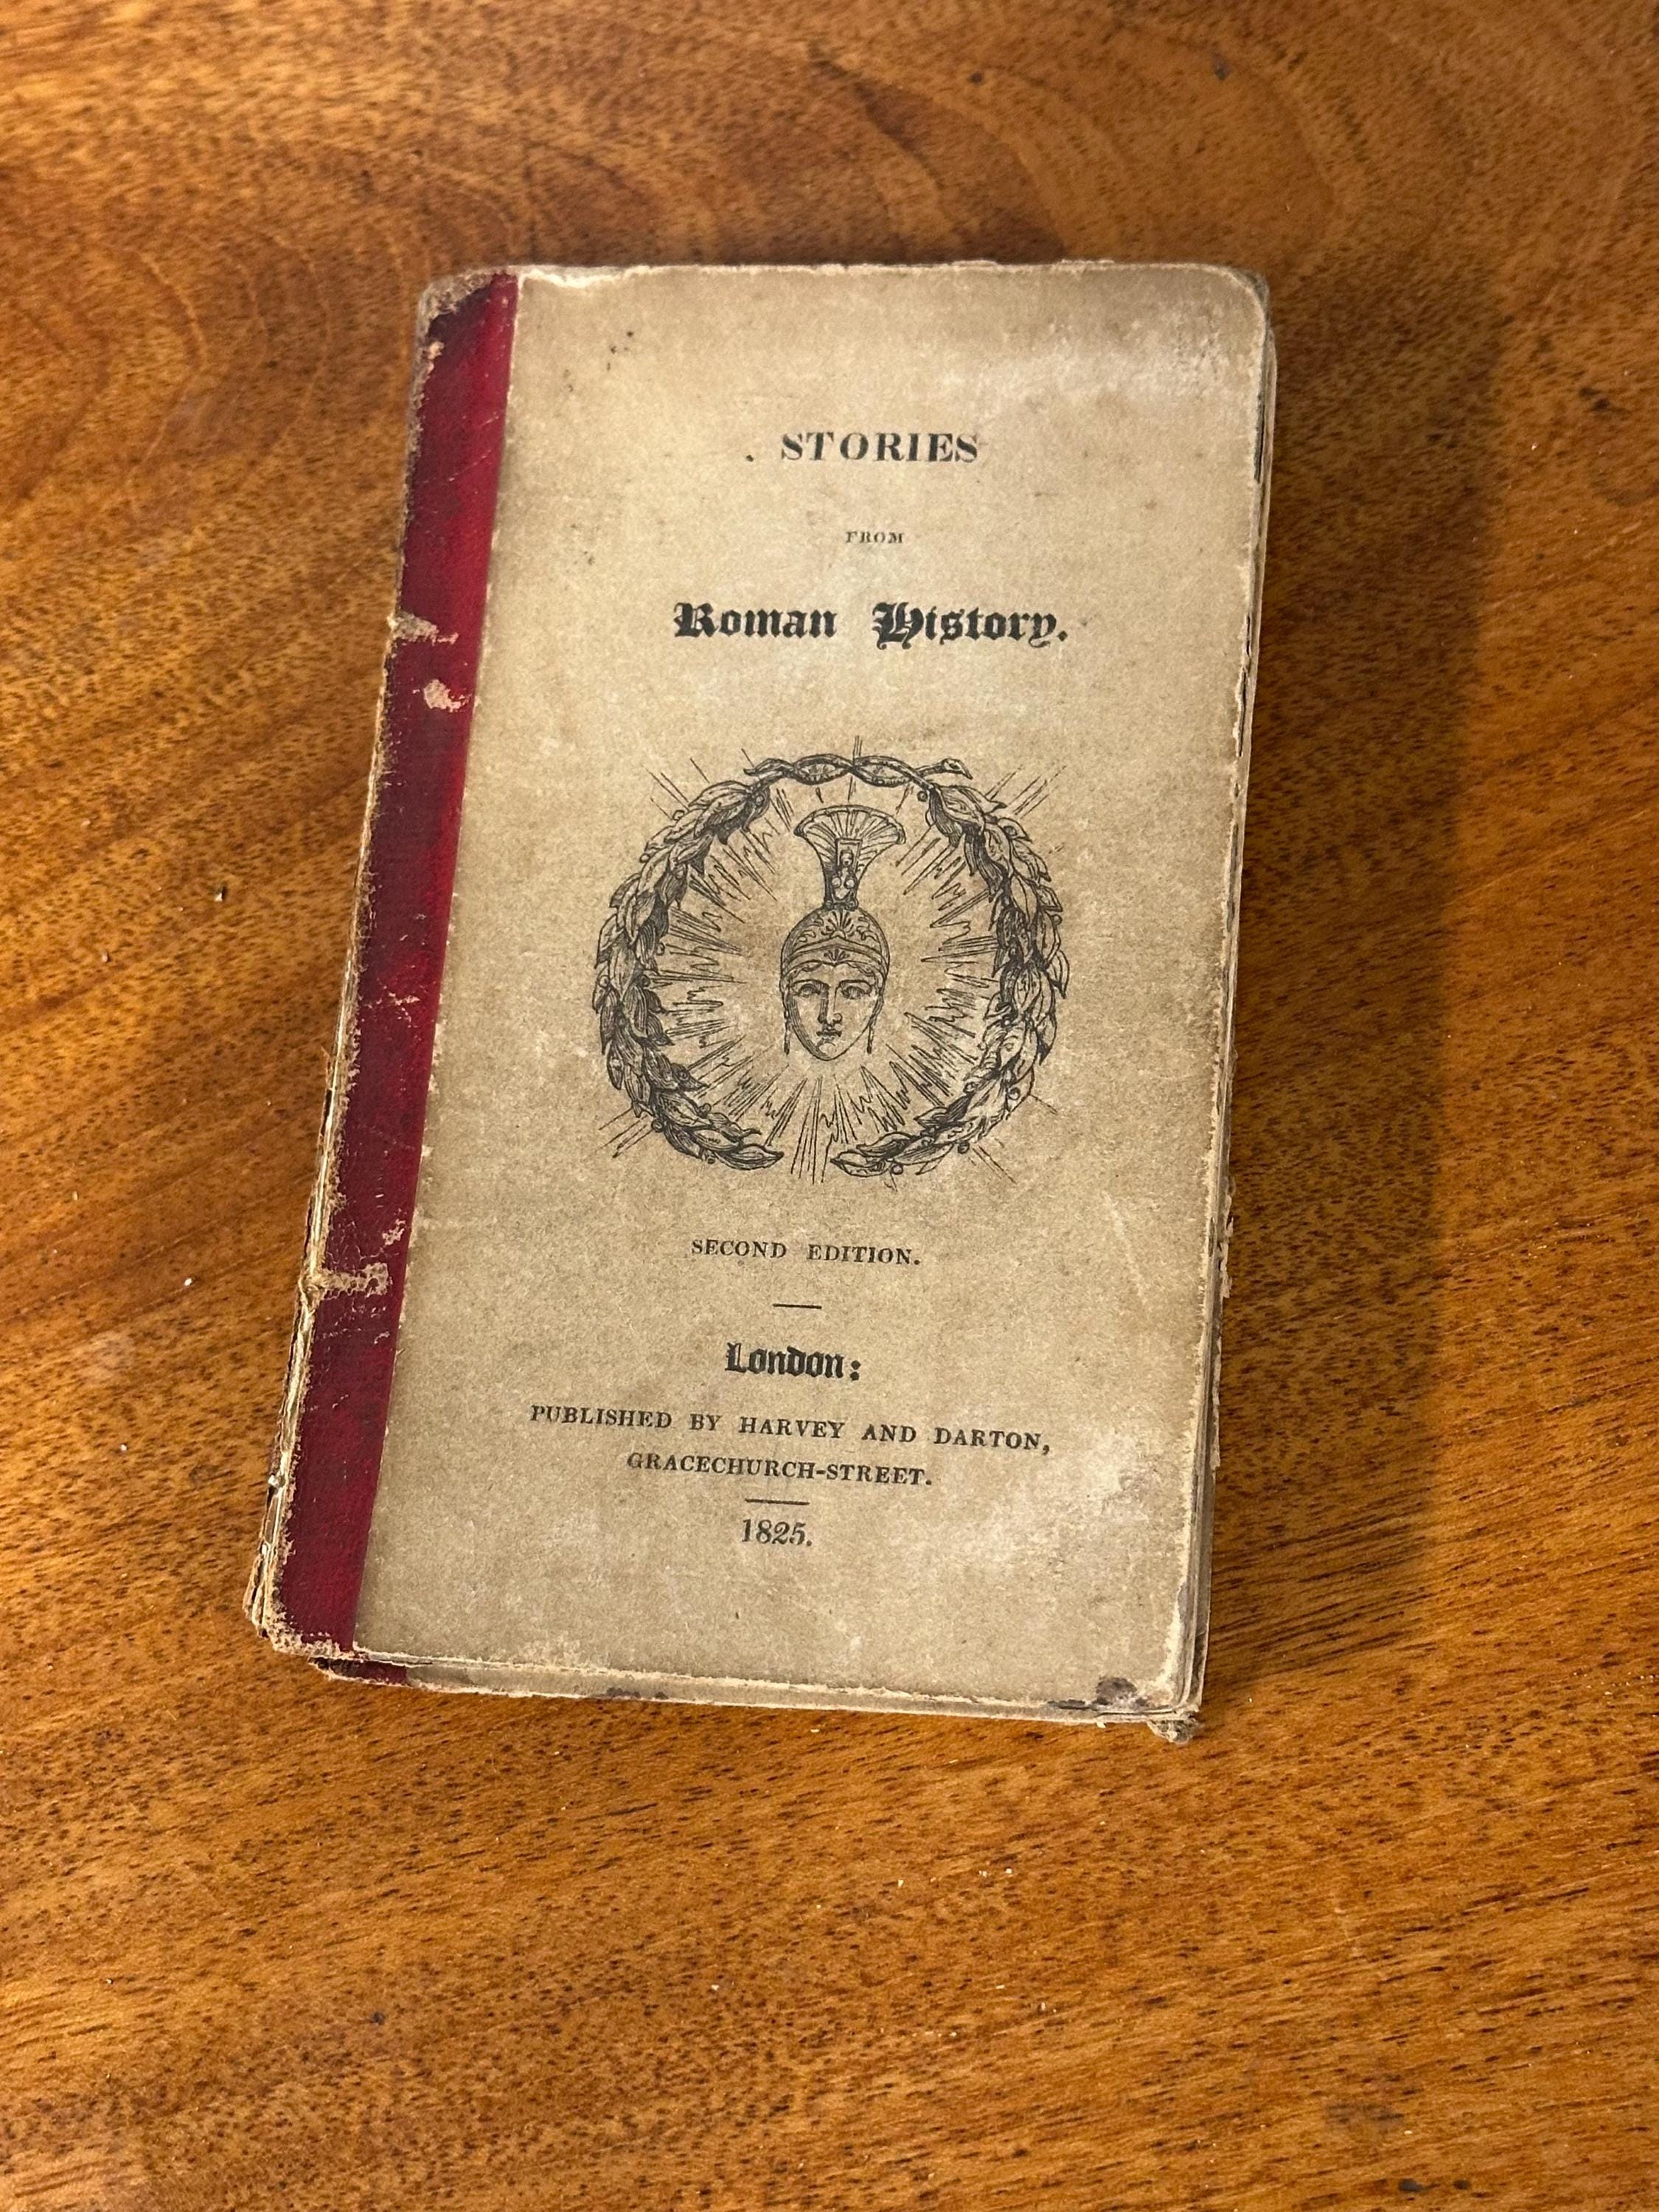 STORIES
FROM
Roman History.
SECOND EDITION.
London:
PUBLISHED BY HARVEY AND DARTON,
GRACECHURCH-STREET.
1825.